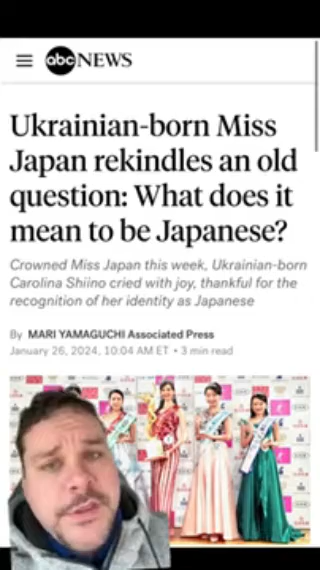 abc NEWS
Ukrainian-born Miss
Japan rekindles an old
question: What does it
mean to be Japanese?
Crowned Miss Japan this week, Ukrainian-born
Carolina Shiino cried with joy, thankful for the
recognition of her identity as Japanese
By MARI YAMAGUCHI Associated Press
January 26, 2024, 10:04 AM ET • 3 min read